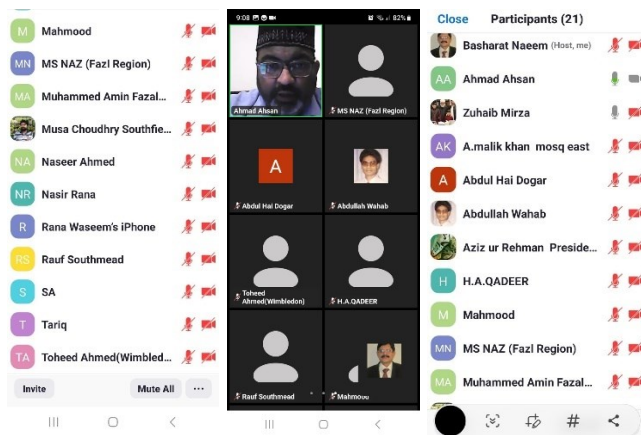 M Mahmood
MN MS NAZ (Fazl Region)
MA Muhammed Amin Fazal...
Musa Choudhry Southfie...
NA Naseer Ahmed
NR Nasir Rana
R Rana Waseem's iPhone
RS Rauf Southmead
S SA
T Tariq
TA Toheed Ahmed(Wimbled...
Invite Mute All ...
9:08 82%
Ahmad Ahsan
MS NAZ (Fazl Region)
A
Abdul Hai Dogar
Abdullah Wahab
Toheed
Ahmed(Wimbledon)
H.A.QADEER
Rauf Southmead
Mahmood
Close Participants (21)
Basharat Naeem (Host, me)
AA Ahmad Ahsan
Zuhaib Mirza
AK A.malik khan mosq east
A Abdul Hai Dogar
Abdullah Wahab
Aziz ur Rehman Preside...
H H.A.QADEER
M Mahmood
MN MS NAZ (Fazl Region)
MA Muhammed Amin Fazal...